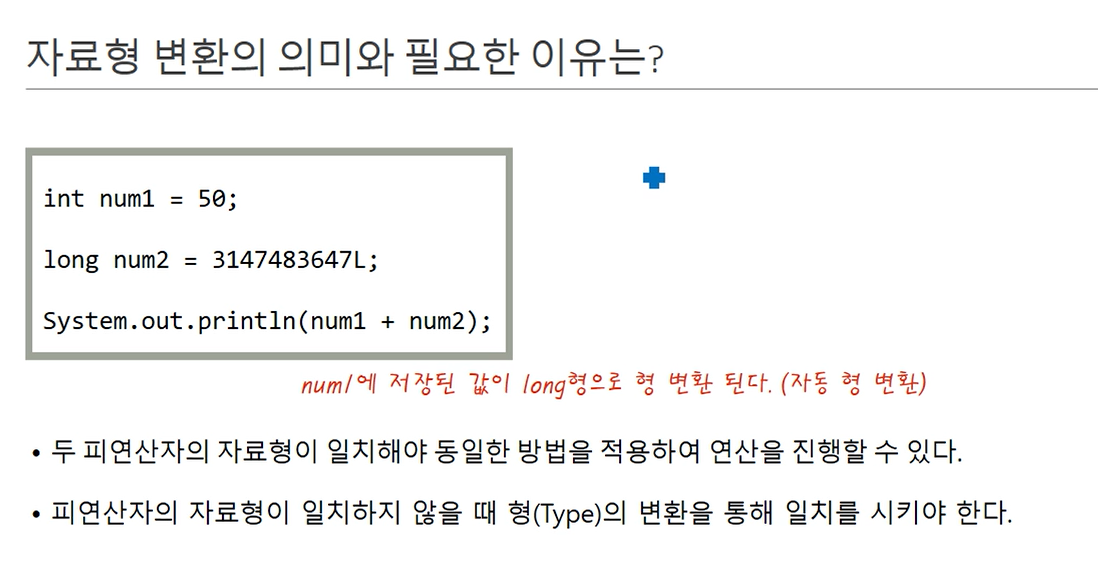 자료형 변환의 의미와 필요한 이유는?
int num1 = 50;
long num2 = 3147483647L;
System.out.println(num1 + num2);
num1에 저장된 값이 long형으로 형 변환 된다. (자동 형 변환)
• 두 피연산자의 자료형이 일치해야 동일한 방법을 적용하여 연산을 진행할 수 있다.
• 피연산자의 자료형이 일치하지 않을 때 형(Type)의 변환을 통해 일치를 시키야 한다.